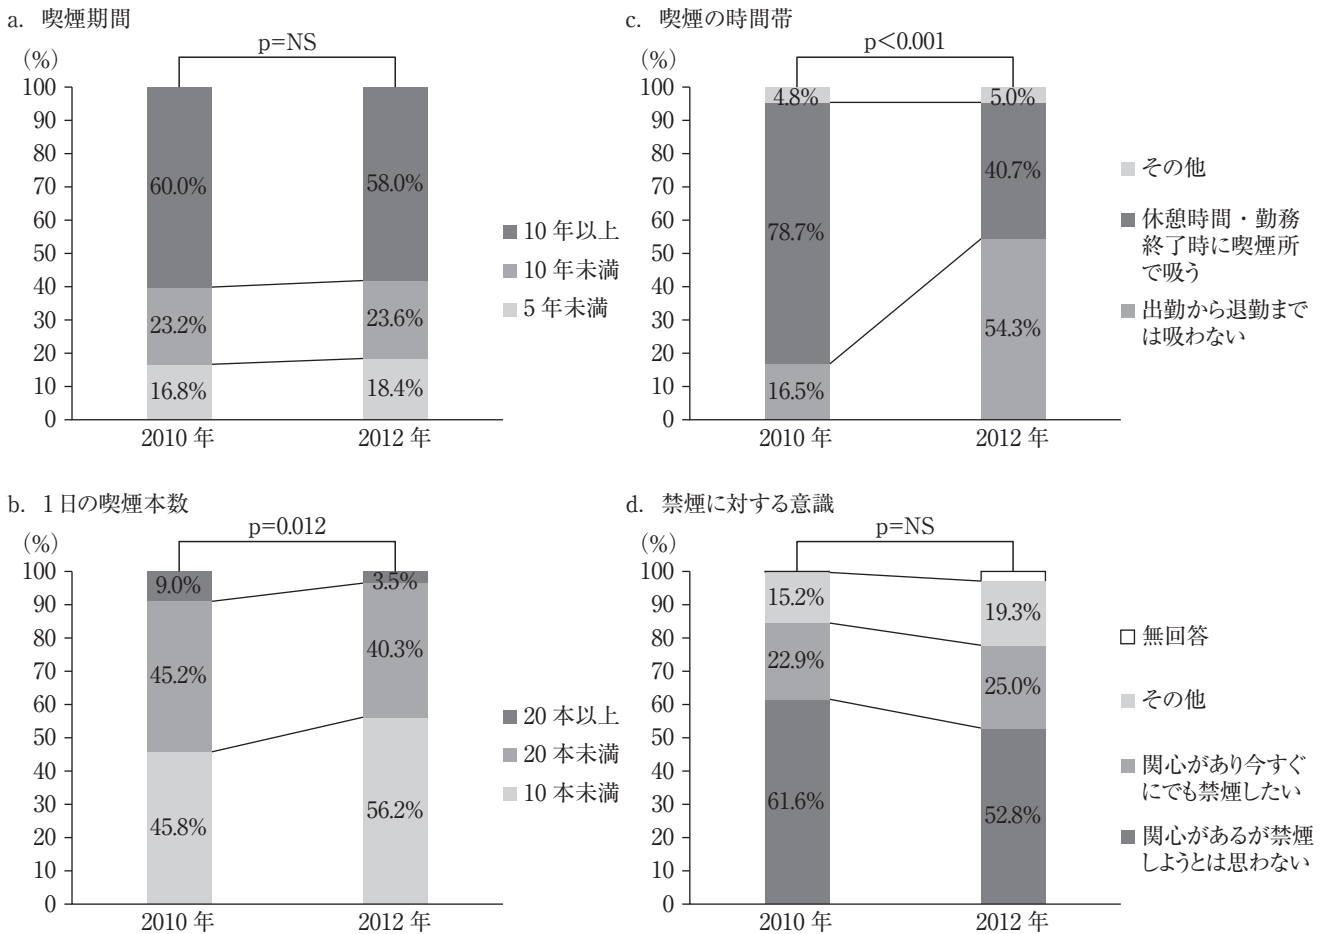 a. 喫煙期間
p=NS
(%)
100
90
80
70
60
50
40
30
20
10
0
60.0%
23.2%
16.8%
58.0%
23.6%
18.4%
2010 年
2012 年
10 年以上
10 年未満
5 年未満
c. 喫煙の時間帯
p<0.001
(%)
100
90
80
70
60
50
40
30
20
10
0
4.8%
78.7%
16.5%
5.0%
40.7%
54.3%
2010 年
2012 年
その他
休憩時間・勤務
終了時に喫煙所
で吸う
出勤から退勤まで
は吸わない
b. 1日の喫煙本数
p=0.012
(%)
100
90
80
70
60
50
40
30
20
10
0
9.0%
45.2%
45.8%
3.5%
40.3%
56.2%
2010 年
2012 年
20 本以上
20 本未満
10 本未満
d. 禁煙に対する意識
p=NS
(%)
100
90
80
70
60
50
40
30
20
10
0
15.2%
22.9%
61.6%
19.3%
25.0%
52.8%
2010 年
2012 年
無回答
その他
関心があり今すぐ
にでも禁煙したい
関心があるが禁煙
しようとは思わない